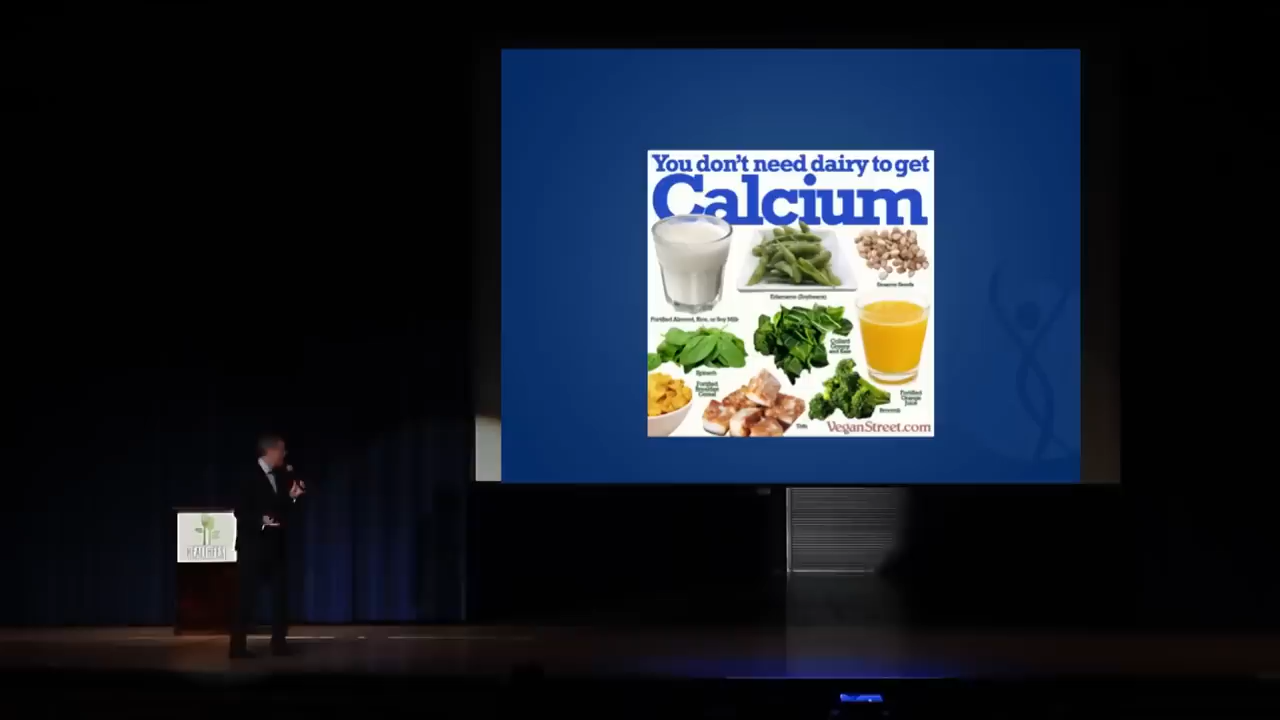 You don't need dairy to get
Calcium
Edamame (Soybeans)
Sesame Seeds
Fortified Almond, Rice, or Soy Milk
Collard
Greens
and Kale
Spinach
Fortified
Breakfast
Cereal
Fortified
Orange
Juice
Broccoli
Tofu
VeganStreet.com
HEALTHFEST